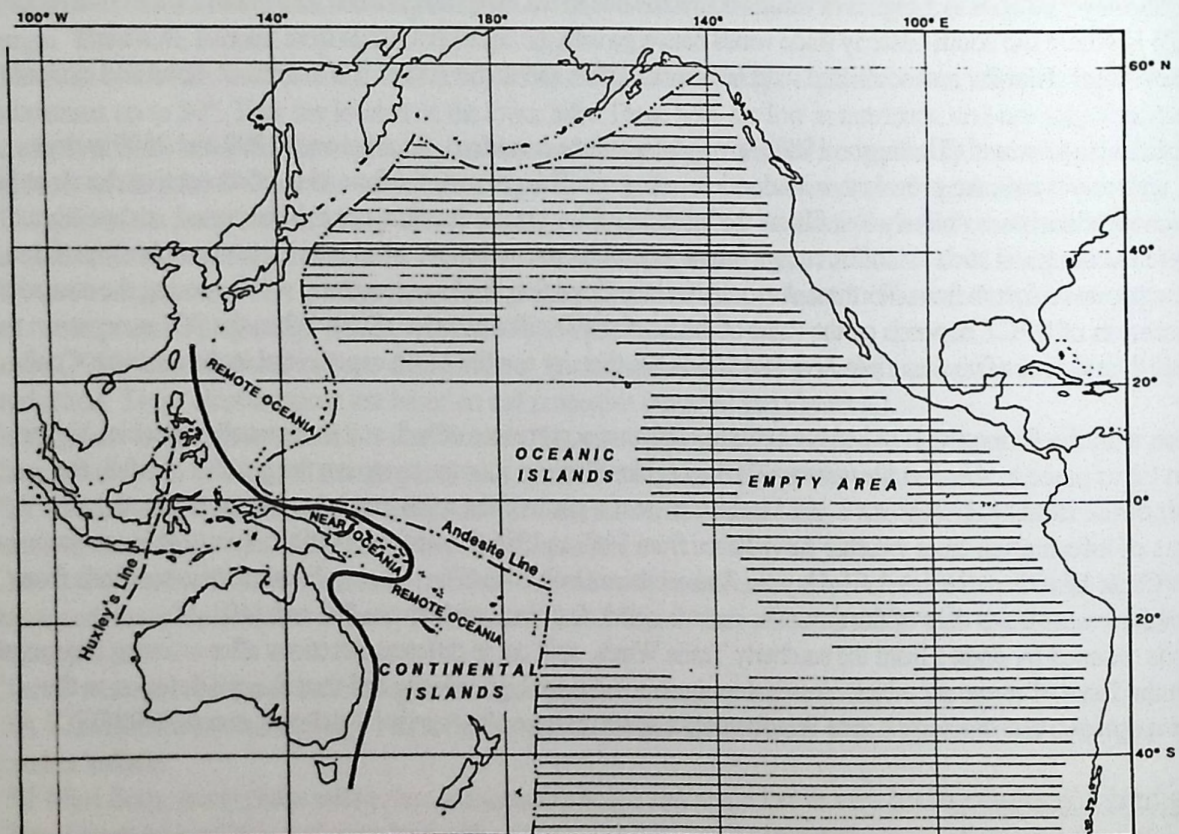 100° W
140°
180°
140°
100° E
60° N
40°
REMOTE OCEANIA
20°
OCEANIC
ISLANDS
EMPTY AREA
0°
NEAR OCEANIA
Andesite Line
Huxley's Line
REMOTE OCEANIA
20°
CONTINENTAL
ISLANDS
40° S